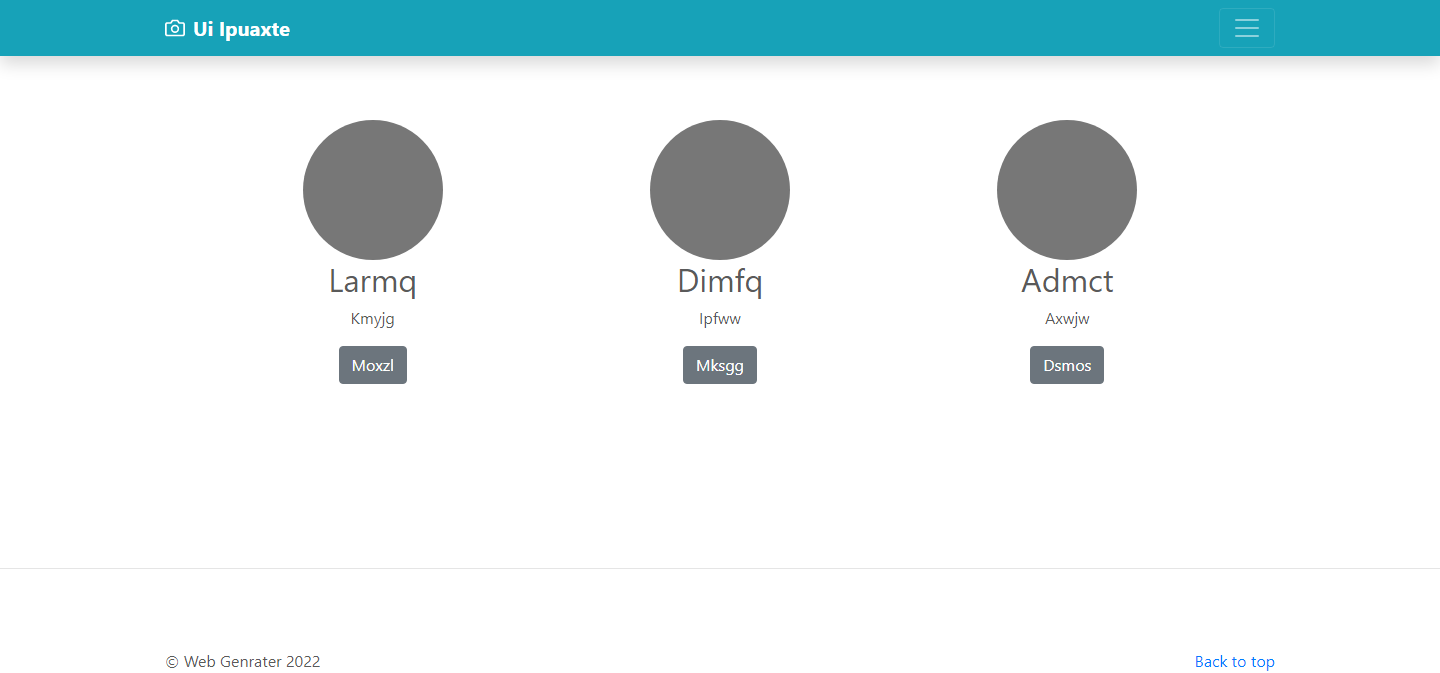 Ui Ipuaxte
Larmq
Kmyjg
Moxzl
Dimfq
Ipfww
Mksgg
Admct
Axwjw
Dsmos
© Web Genrater 2022
Back to top